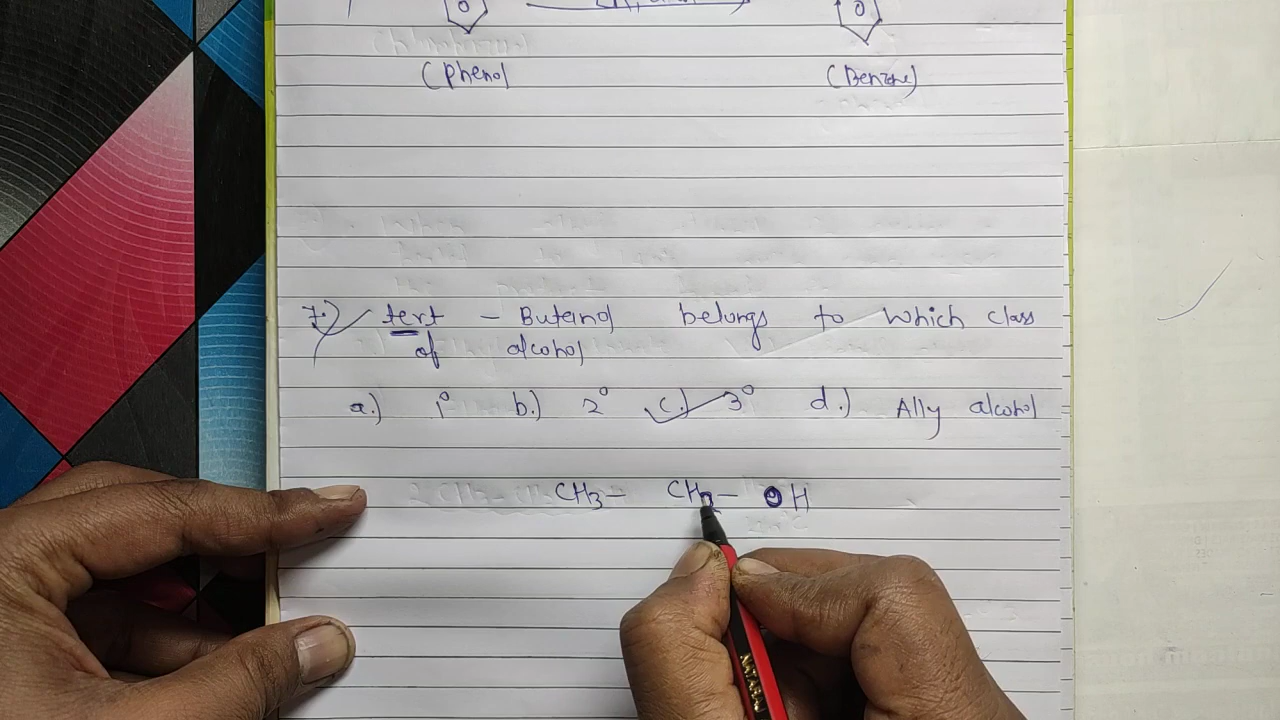 (Phenol (Benzene)
7.) tert - Butanol belongs to which class
of alcohol
a.) 1° b.) 2° c.) 3° d.) Ally alcohol
CH3 - CH2 - OH
NATARAJ